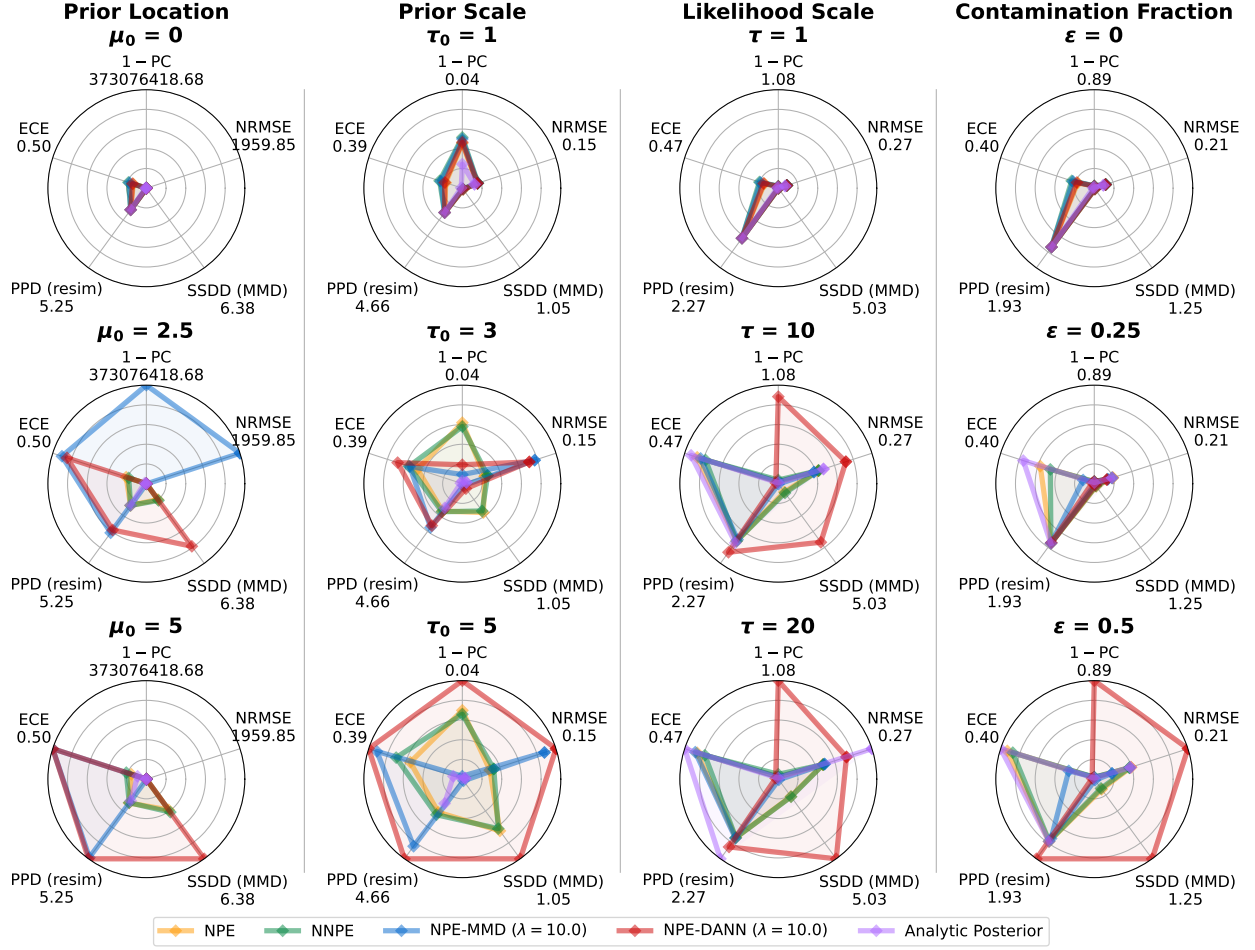 Prior Location
Prior Scale
Likelihood Scale
Contamination Fraction
μ₀ = 0
τ₀ = 1
τ = 1
ε = 0
1 − PC
373076418.68
NRMSE
1959.85
SSDD (MMD)
6.38
PPD (resim)
5.25
ECE
0.50
1 − PC
0.04
NRMSE
0.15
SSDD (MMD)
1.05
PPD (resim)
4.66
ECE
0.39
1 − PC
1.08
NRMSE
0.27
SSDD (MMD)
5.03
PPD (resim)
2.27
ECE
0.47
1 − PC
0.89
NRMSE
0.21
SSDD (MMD)
1.25
PPD (resim)
1.93
ECE
0.40
μ₀ = 2.5
τ₀ = 3
τ = 10
ε = 0.25
1 − PC
373076418.68
NRMSE
1959.85
SSDD (MMD)
6.38
PPD (resim)
5.25
ECE
0.50
1 − PC
0.04
NRMSE
0.15
SSDD (MMD)
1.05
PPD (resim)
4.66
ECE
0.39
1 − PC
1.08
NRMSE
0.27
SSDD (MMD)
5.03
PPD (resim)
2.27
ECE
0.47
1 − PC
0.89
NRMSE
0.21
SSDD (MMD)
1.25
PPD (resim)
1.93
ECE
0.40
μ₀ = 5
τ₀ = 5
τ = 20
ε = 0.5
1 − PC
373076418.68
NRMSE
1959.85
SSDD (MMD)
6.38
PPD (resim)
5.25
ECE
0.50
1 − PC
0.04
NRMSE
0.15
SSDD (MMD)
1.05
PPD (resim)
4.66
ECE
0.39
1 − PC
1.08
NRMSE
0.27
SSDD (MMD)
5.03
PPD (resim)
2.27
ECE
0.47
1 − PC
0.89
NRMSE
0.21
SSDD (MMD)
1.25
PPD (resim)
1.93
ECE
0.40
NPE
NNPE
NPE-MMD (λ = 10.0)
NPE-DANN (λ = 10.0)
Analytic Posterior